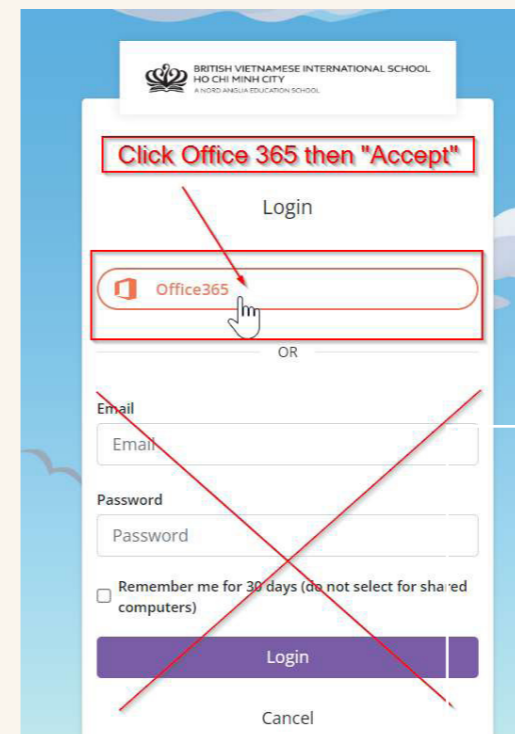 BRITISH VIETNAMESE INTERNATIONAL SCHOOL
HO CHI MINH CITY
A NORD ANGLIA EDUCATION SCHOOL
Click Office 365 then "Accept"
Login
Office365
OR
Email
Email
Password
Password
Remember me for 30 days (do not select for shared
computers)
Login
Cancel